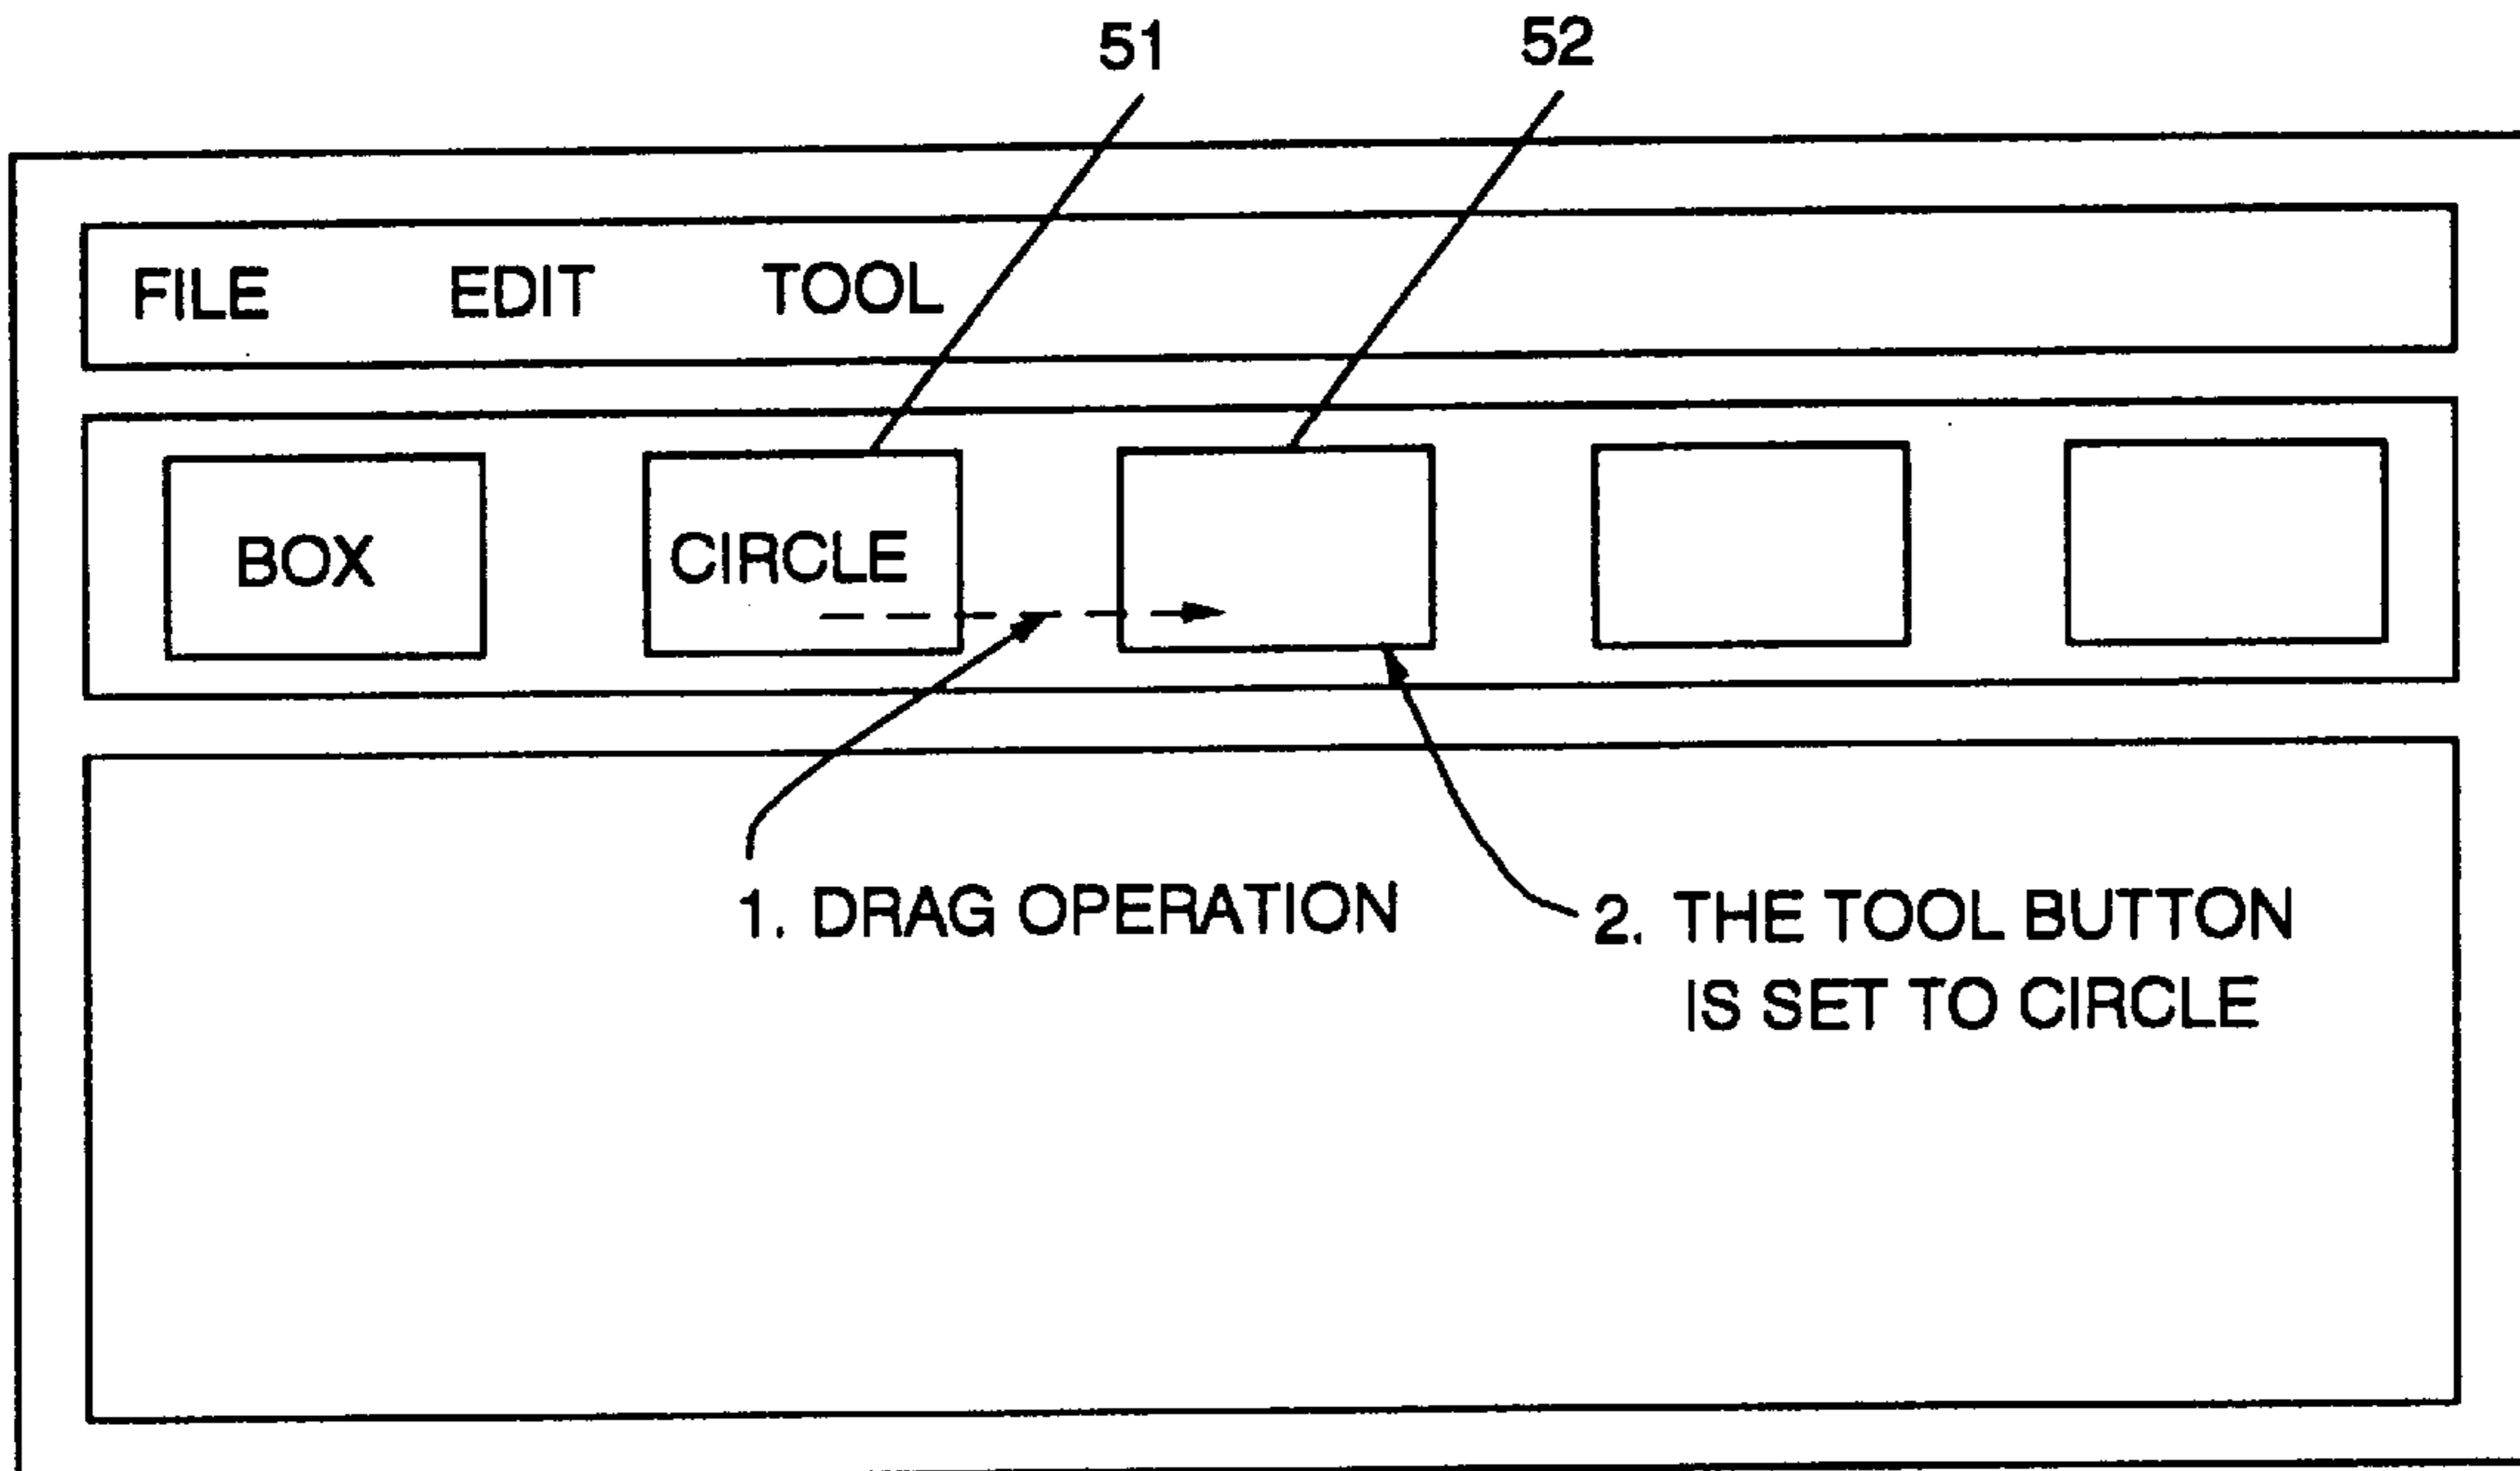 51
52
FILE EDIT TOOL
BOX CIRCLE
1. DRAG OPERATION
2. THE TOOL BUTTON
IS SET TO CIRCLE